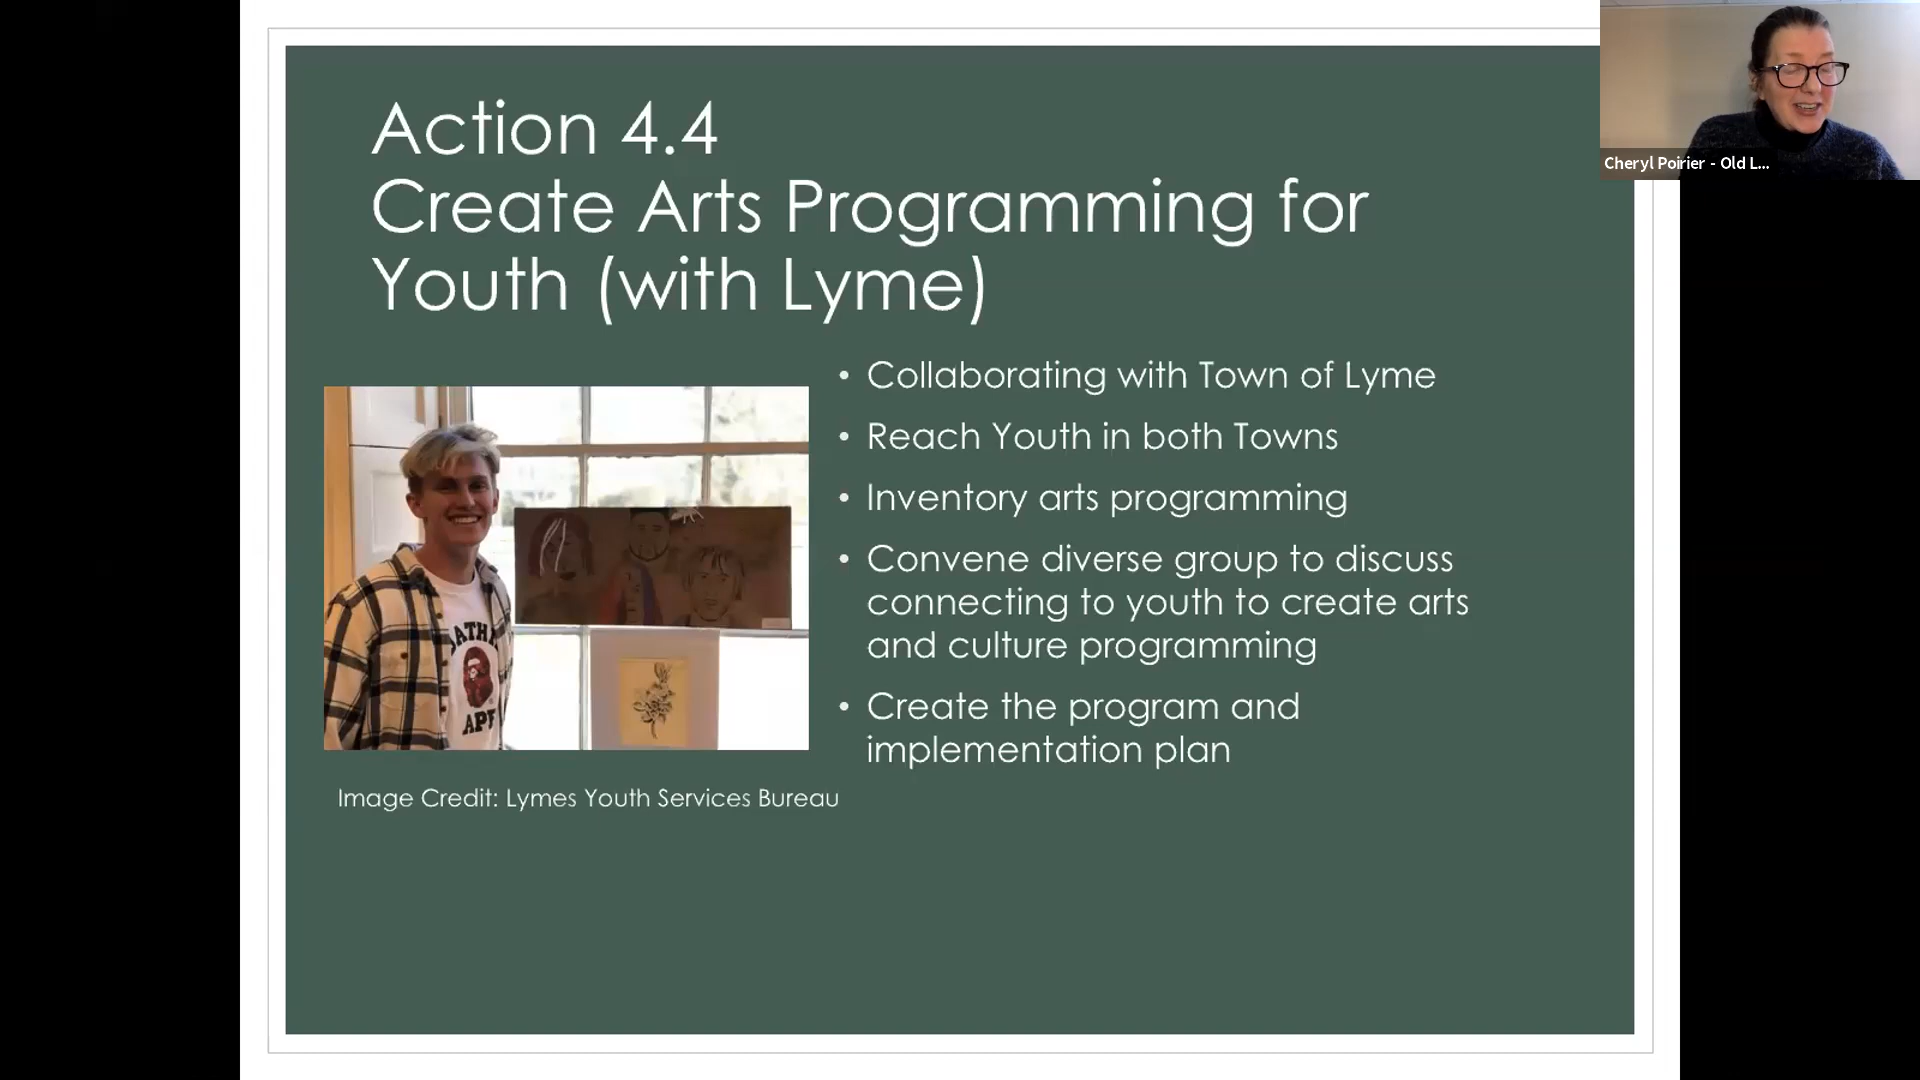 Action 4.4
Create Arts Programming for
Youth (with Lyme)
Cheryl Poirier - Old L...
• Collaborating with Town of Lyme
• Reach Youth in both Towns
• Inventory arts programming
• Convene diverse group to discuss
connecting to youth to create arts
and culture programming
• Create the program and
implementation plan
Image Credit: Lymes Youth Services Bureau